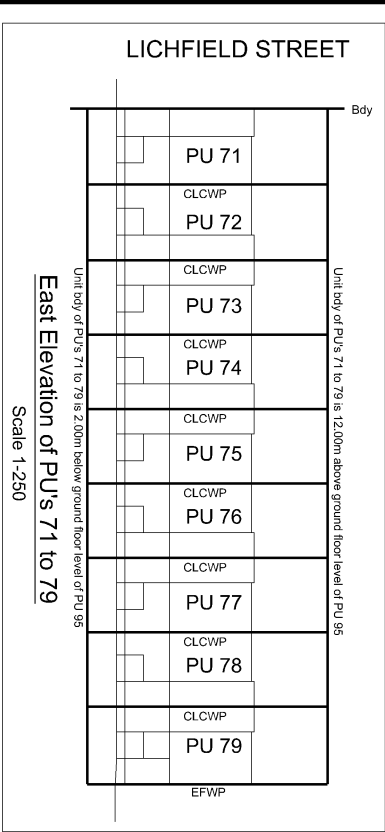 LICHFIELD STREET
Bdy
PU 71
CLCWP
PU 72
CLCWP
PU 73
CLCWP
PU 74
CLCWP
PU 75
CLCWP
PU 76
CLCWP
PU 77
CLCWP
PU 78
CLCWP
PU 79
EFWP
Unit bdy of PU's 71 to 79 is 12.00m above ground floor level of PU 95
Unit bdy of PU's 71 to 79 is 2.00m below ground floor level of PU 95
East Elevation of PU's 71 to 79
Scale 1-250